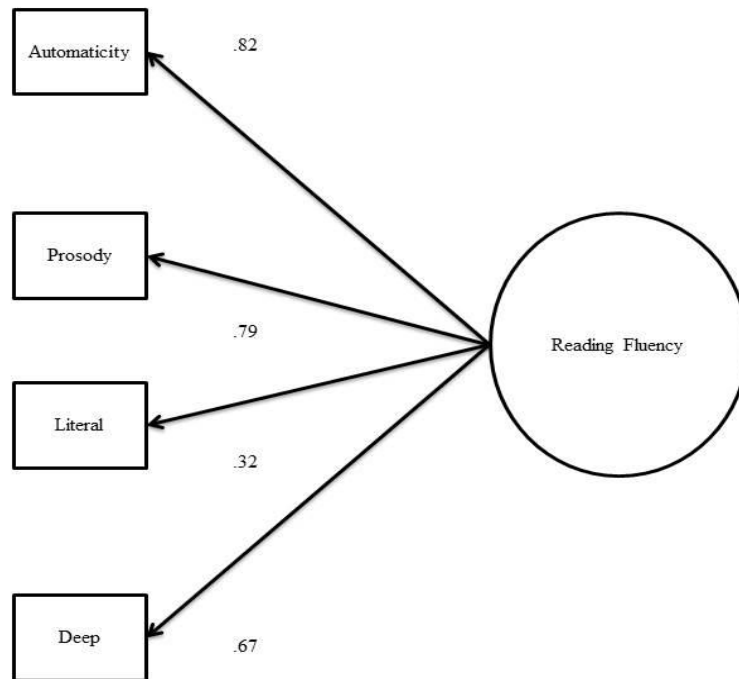 Automaticity
.82
Prosody
Reading Fluency
.79
Literal
.32
Deep
.67